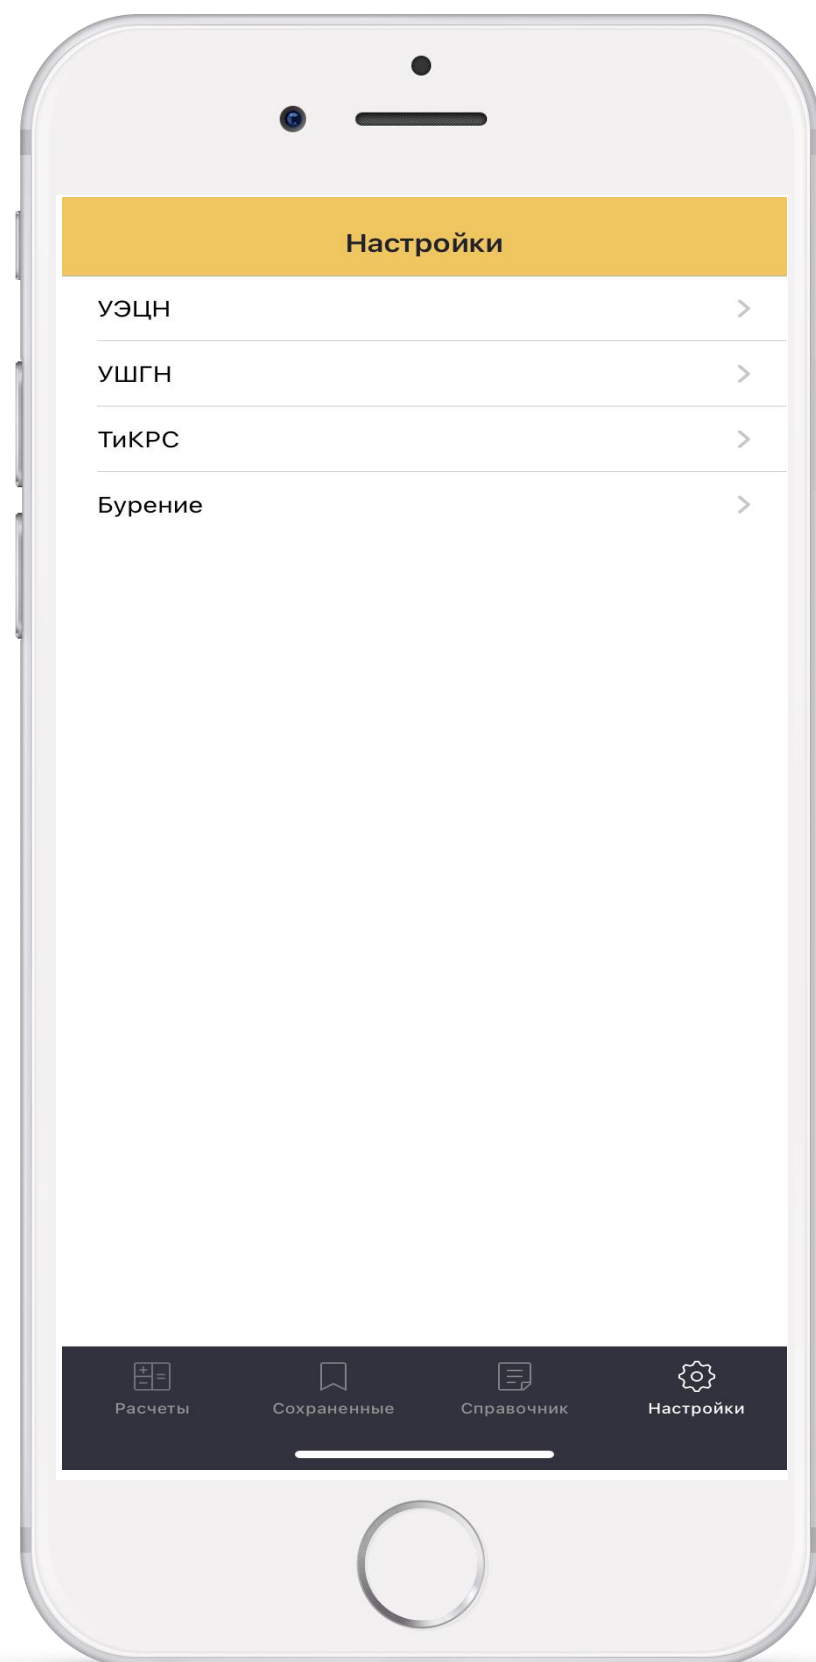 Настройки
УЭЦН
УШГН
ТиКРС
Бурение
Расчеты
Сохраненные
Справочник
Настройки